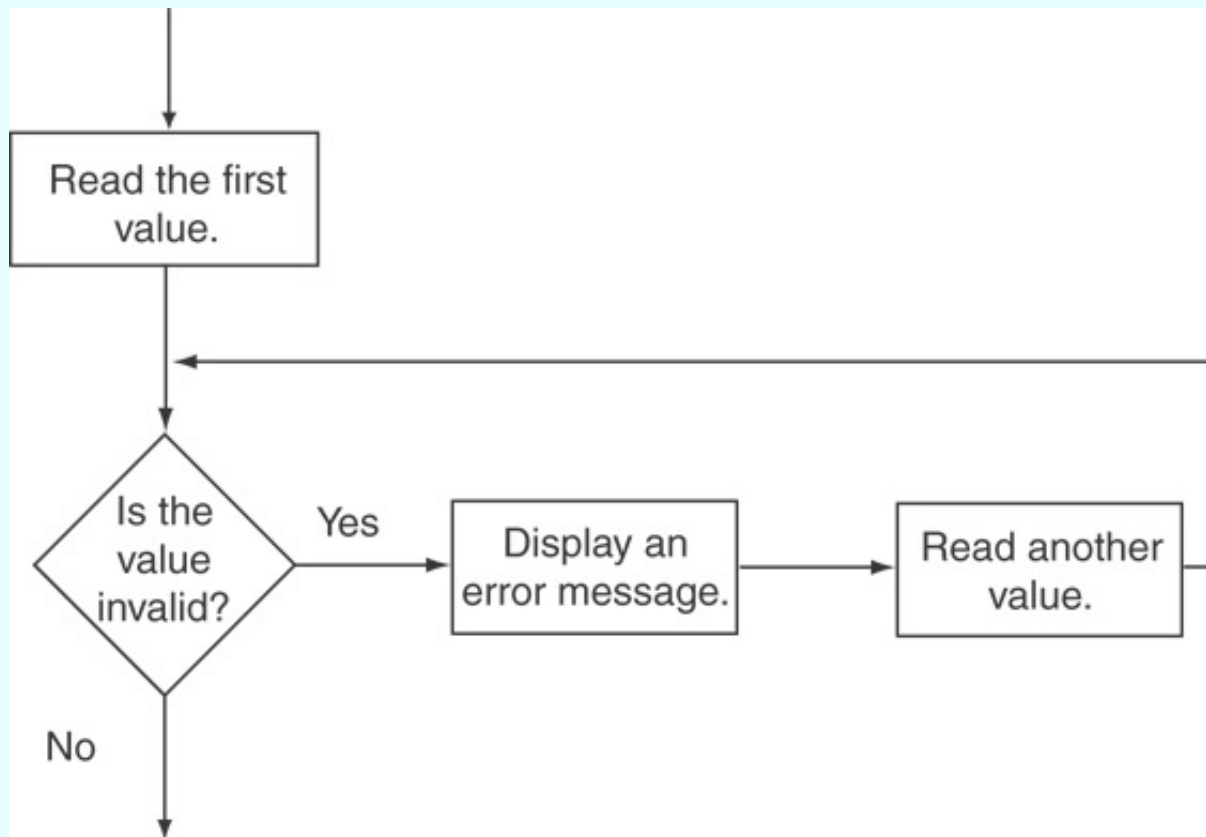 Read the first
value.
Is the
value
invalid?
Yes
Display an
error message.
Read another
value.
No